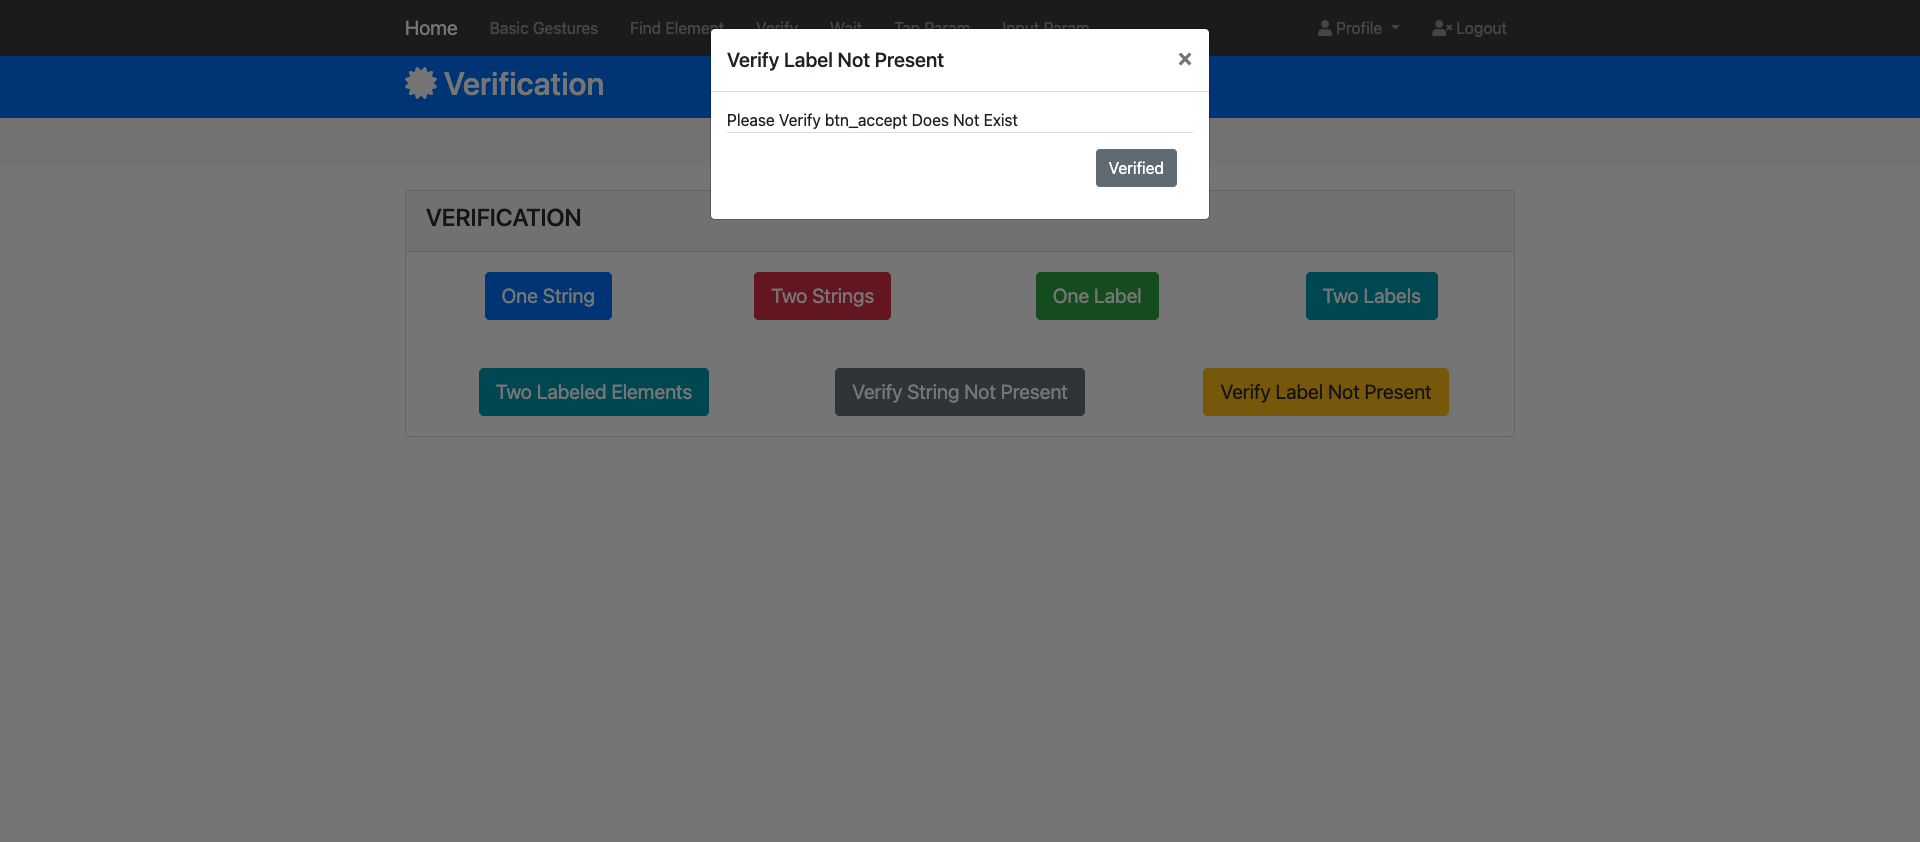 Home Basic Gestures Find Element Verify Wait Tap Param Input Param Profile Logout
Verify Label Not Present ×
Verification
Please Verify btn_accept Does Not Exist
Verified
VERIFICATION
One String Two Strings One Label Two Labels
Two Labeled Elements Verify String Not Present Verify Label Not Present